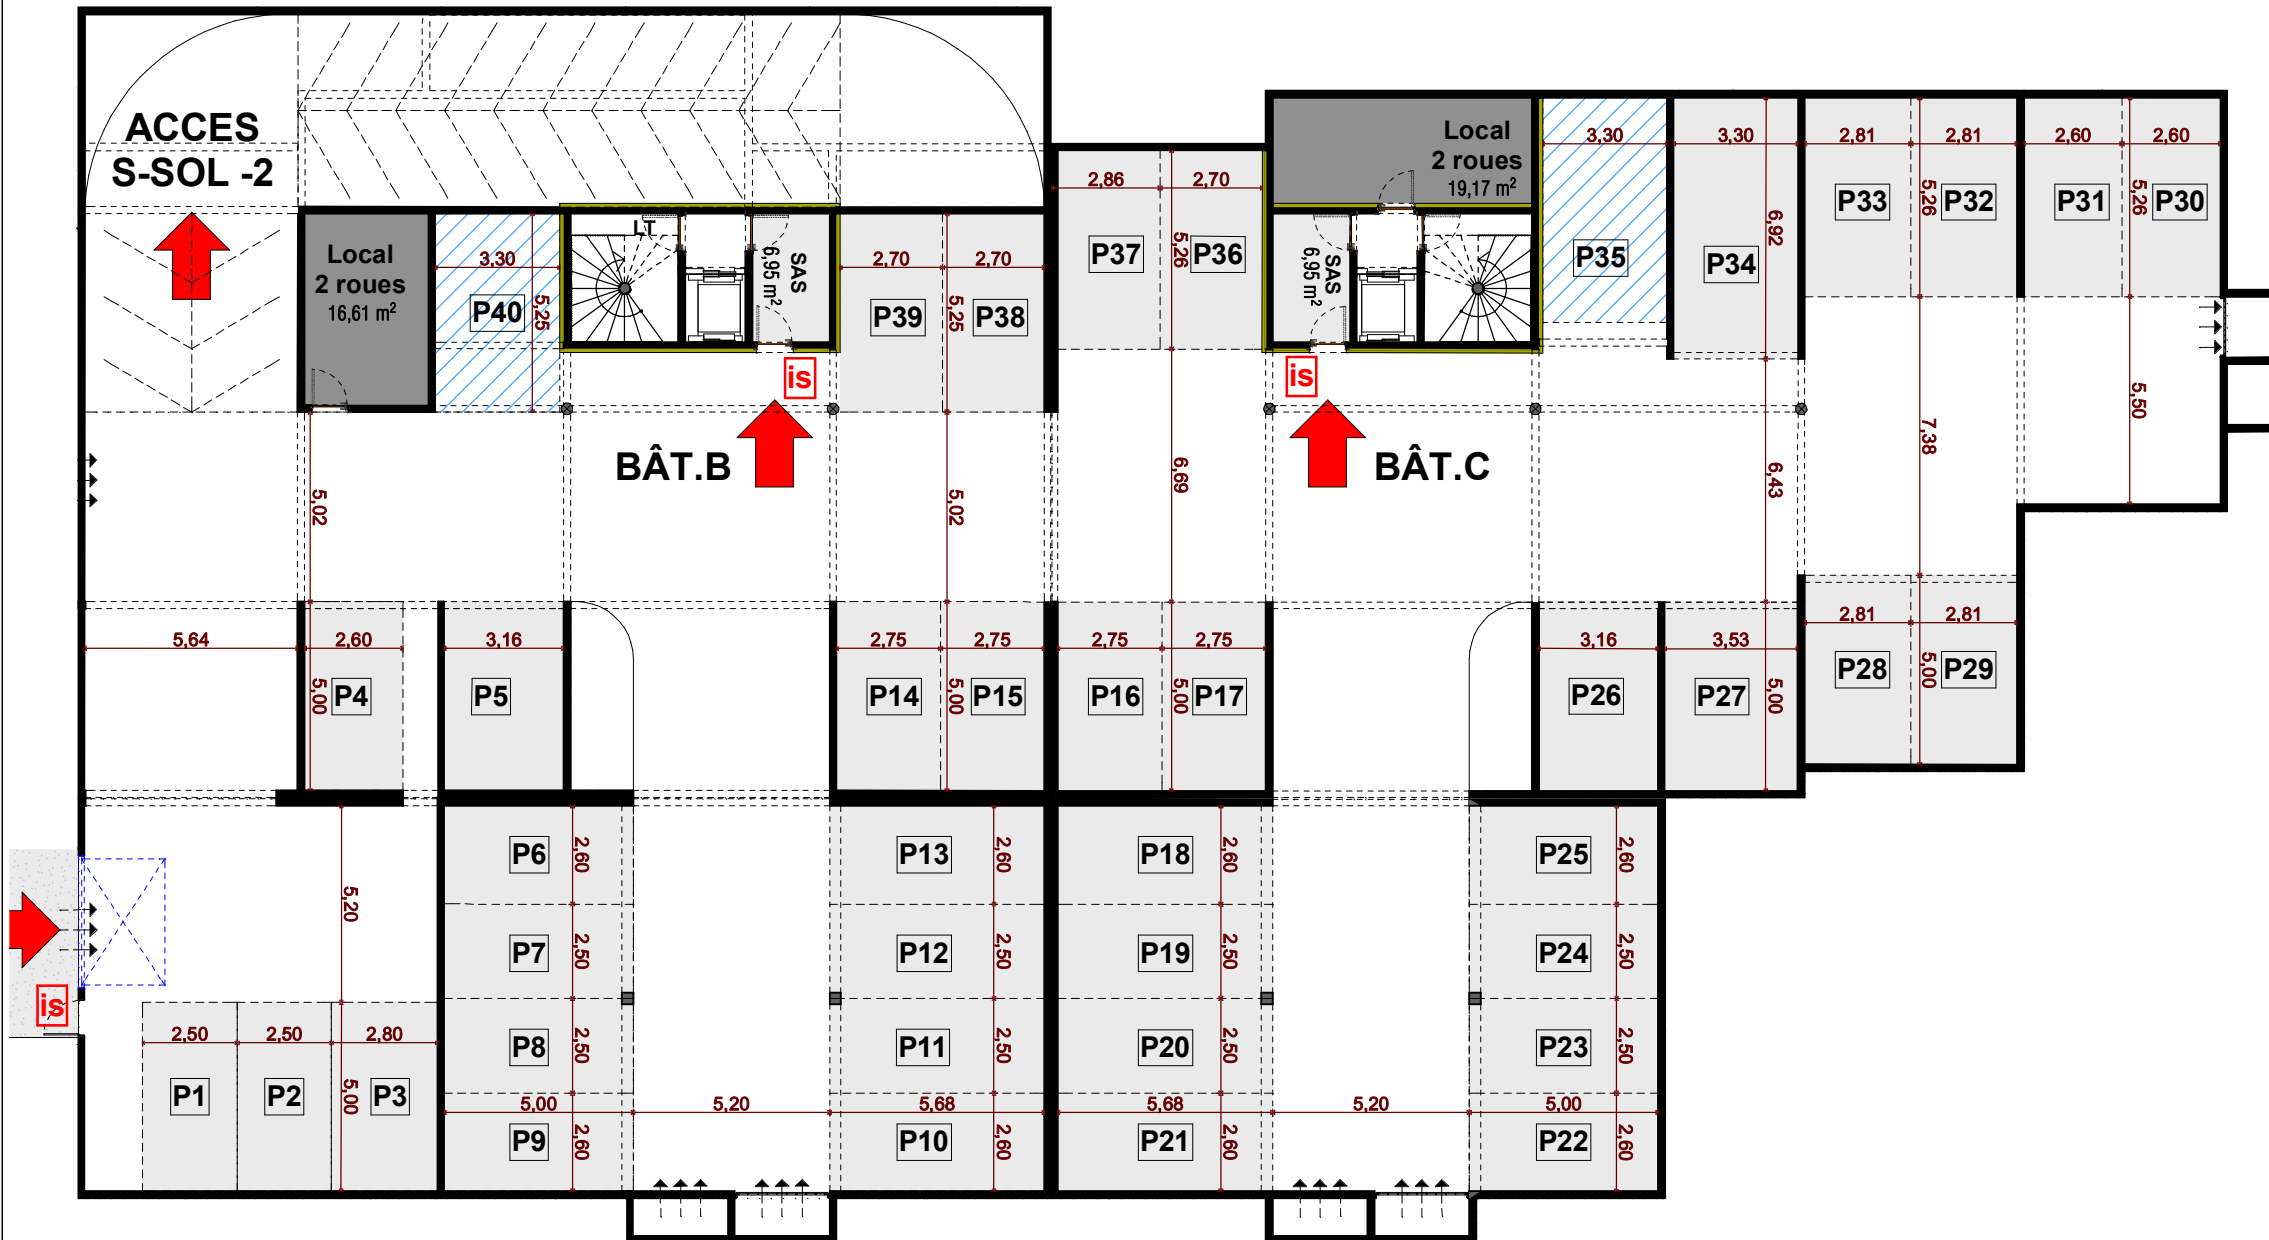 ACCES
S-SOL -2
Local
2 roues
16,61 m²
3,30
P40
5,25
LT
SAS
6,95 m²
2,70
2,70
P39
5,25
P38
2,86
2,70
P37
5,26
P36
Local
2 roues
19,17 m²
SAS
6,95 m²
3,30
P35
3,30
6,92
P34
2,81
2,81
P33
5,26
P32
2,60
2,60
P31
5,26
P30
is
is
BÂT.B
BÂT.C
5,02
5,02
6,69
6,43
7,38
5,50
5,64
2,60
5,00
P4
3,16
P5
2,75
2,75
P14
5,00
P15
2,75
2,75
P16
5,00
P17
3,16
P26
3,53
P27
5,00
2,81
2,81
P28
5,00
P29
5,20
is
2,50
2,50
2,80
P1
P2
5,00
P3
P6
2,60
P7
2,50
P8
2,50
5,00
P9
2,60
5,20
P13
2,60
P12
2,50
P11
2,50
5,68
P10
2,60
P18
2,60
P19
2,50
P20
2,50
5,68
P21
2,60
5,20
P25
2,60
P24
2,50
P23
2,50
5,00
P22
2,60